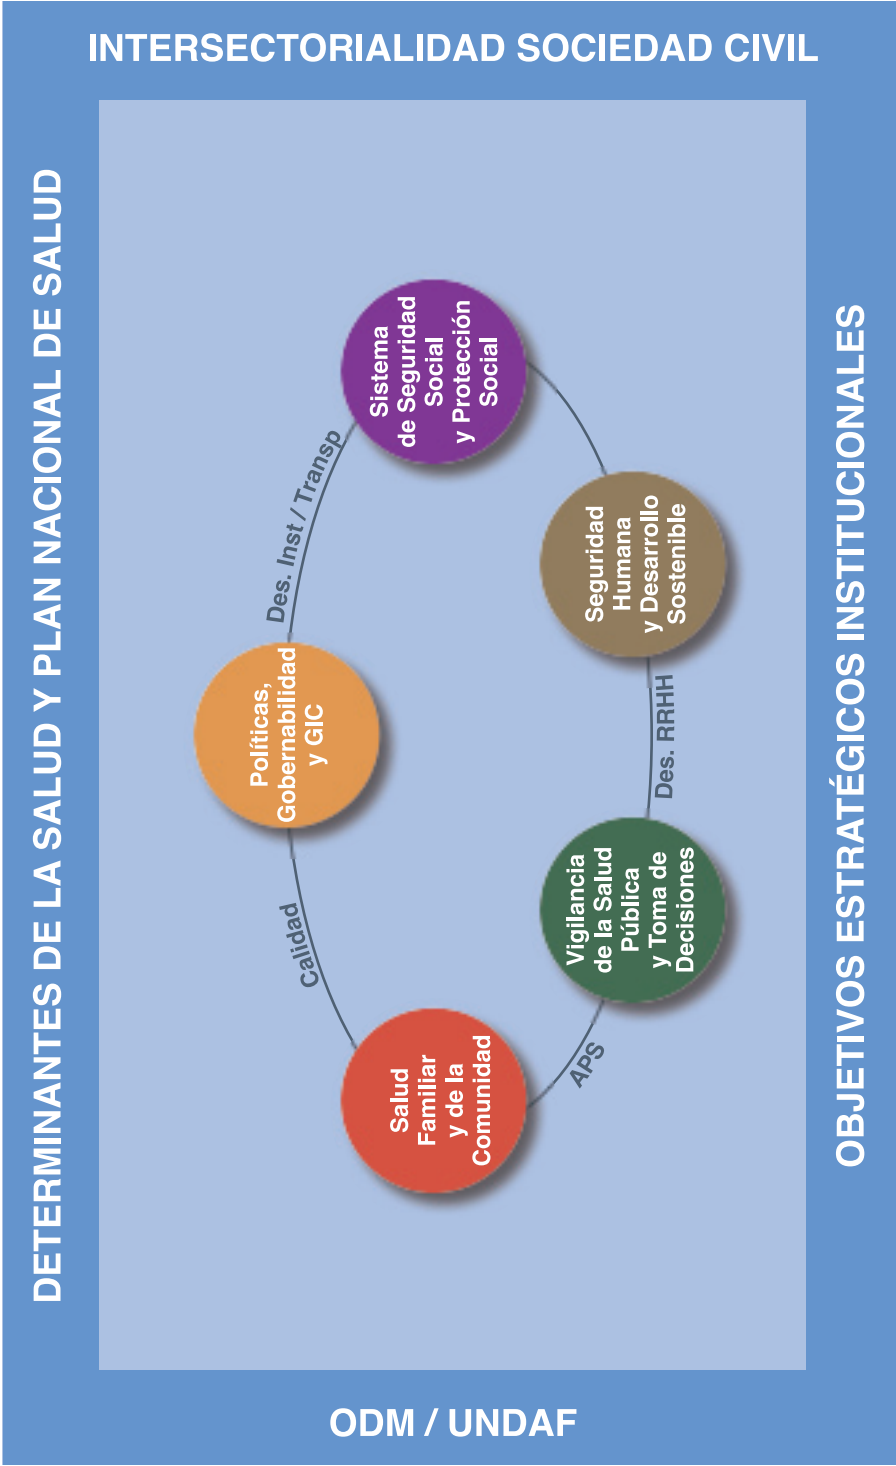 INTERSECTORIALIDAD SOCIEDAD CIVIL
DETERMINANTES DE LA SALUD Y PLAN NACIONAL DE SALUD
Políticas,
Gobernabilidad
y GIC
Des. Inst / Transp
Sistema
de Seguridad
Social
y Protección
Social
Seguridad
Humana
y Desarrollo
Sostenible
Des. RRHH
Vigilancia
de la Salud
Pública
y Toma de
Decisiones
APS
Salud
Familiar
y de la
Comunidad
Calidad
OBJETIVOS ESTRATÉGICOS INSTITUCIONALES
ODM / UNDAF